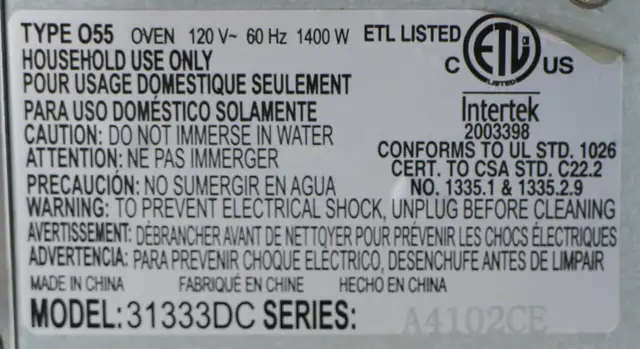 TYPE O55 OVEN 120 V~ 60 Hz 1400 W ETL LISTED
HOUSEHOLD USE ONLY
C ETL US
LISTED
POUR USAGE DOMESTIQUE SEULEMENT
PARA USO DOMÉSTICO SOLAMENTE
Intertek
2003398
CAUTION: DO NOT IMMERSE IN WATER
CONFORMS TO UL STD. 1026
ATTENTION: NE PAS IMMERGER
CERT. TO CSA STD. C22.2
PRECAUCIÓN: NO SUMERGIR EN AGUA
NO. 1335.1 & 1335.2.9
WARNING: TO PREVENT ELECTRICAL SHOCK, UNPLUG BEFORE CLEANING
AVERTISSEMENT: DÉBRANCHER AVANT DE NETTOYER POUR PRÉVENIR LES CHOCS ÉLECTRIQUES
ADVERTENCIA: PARA PREVENIR CHOQUE ELECTRICO, DESENCHUFE ANTES DE LIMPIAR
MADE IN CHINA FABRIQUÉ EN CHINE HECHO EN CHINA
MODEL: 31333DC SERIES: A4102CE